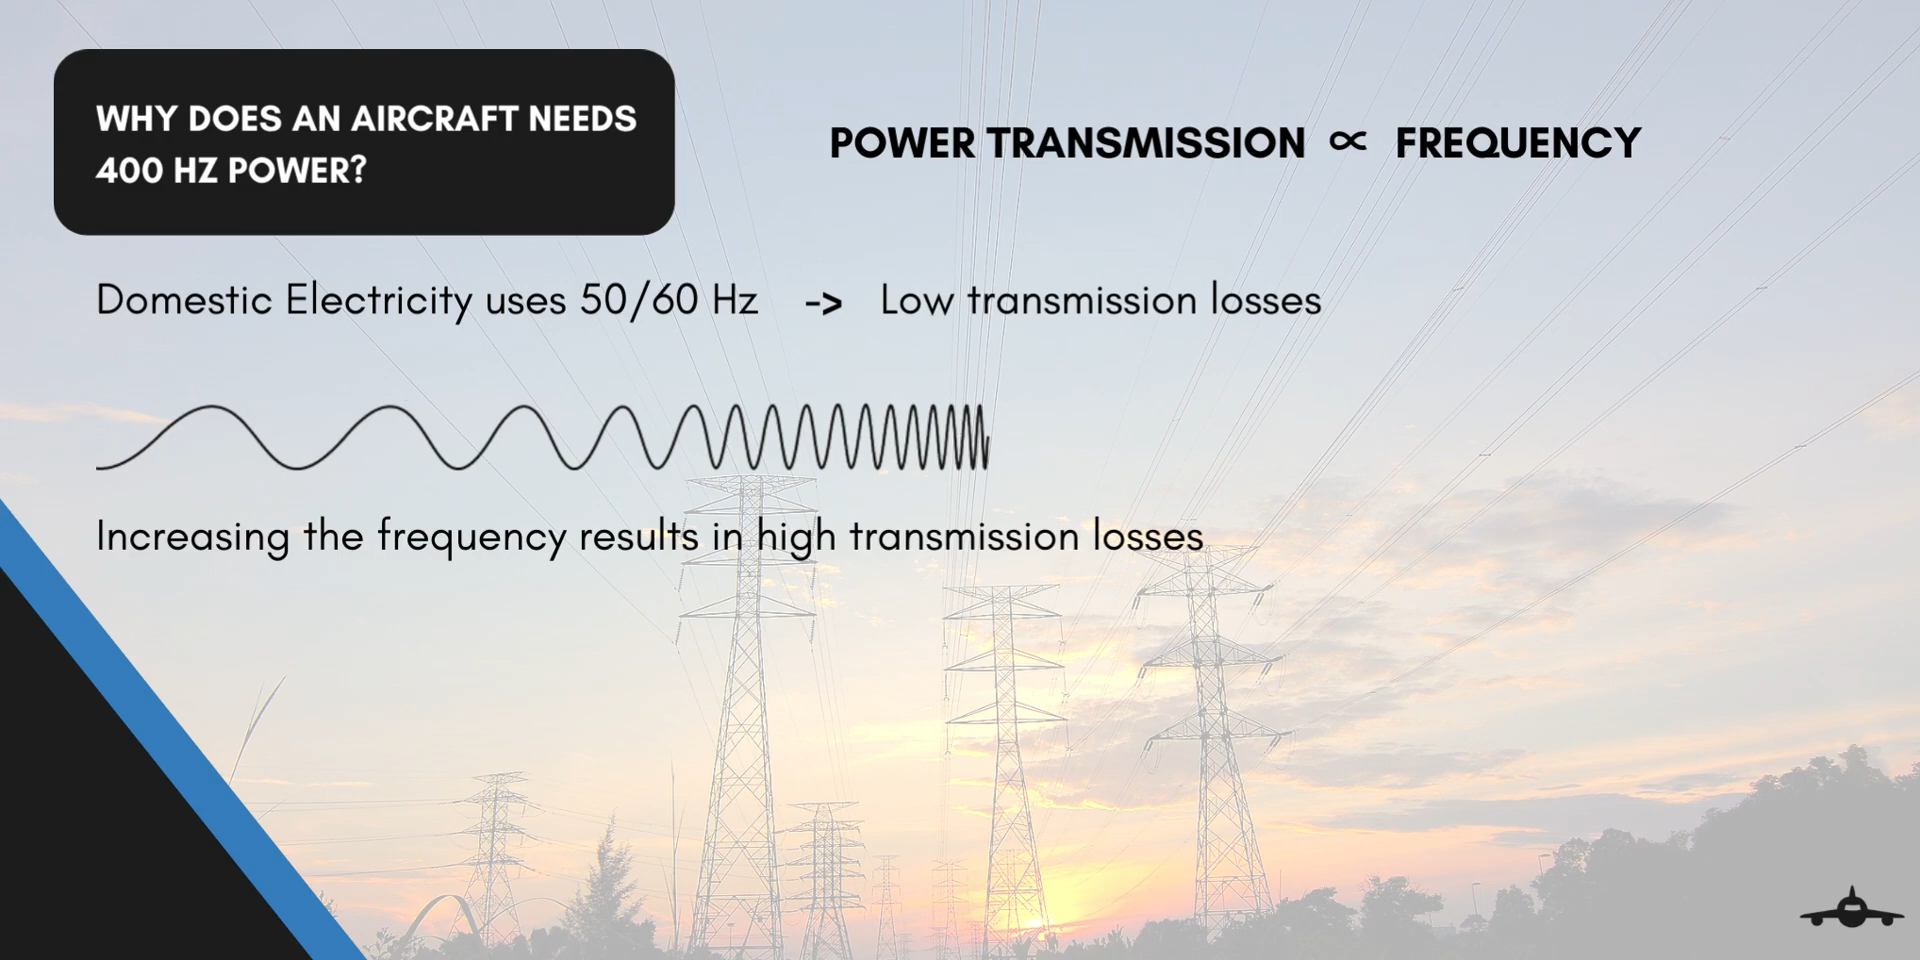 WHY DOES AN AIRCRAFT NEEDS
400 HZ POWER?
POWER TRANSMISSION ∝ FREQUENCY
Domestic Electricity uses 50/60 Hz -> Low transmission losses
Increasing the frequency results in high transmission losses